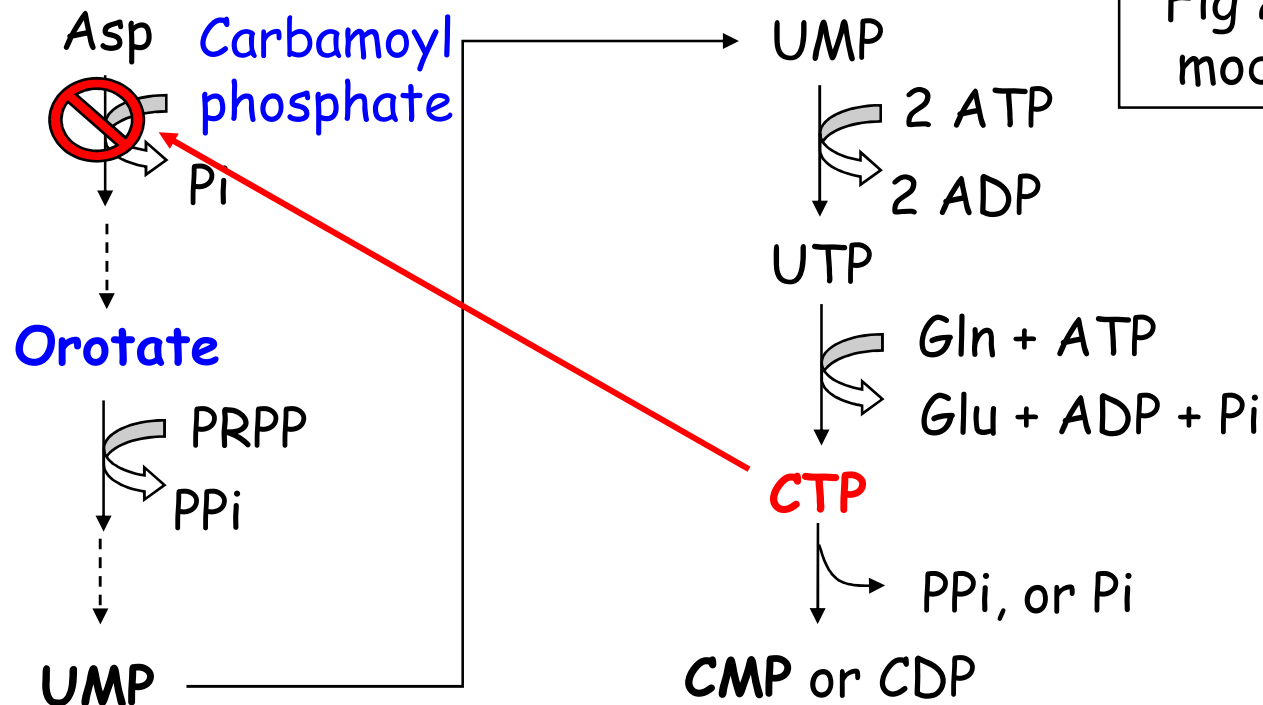 Asp
Carbamoyl
phosphate
Pi
Orotate
PRPP
PPi
UMP
UMP
2 ATP
2 ADP
UTP
Gln + ATP
Glu + ADP + Pi
CTP
PPi, or Pi
CMP or CDP
Fig